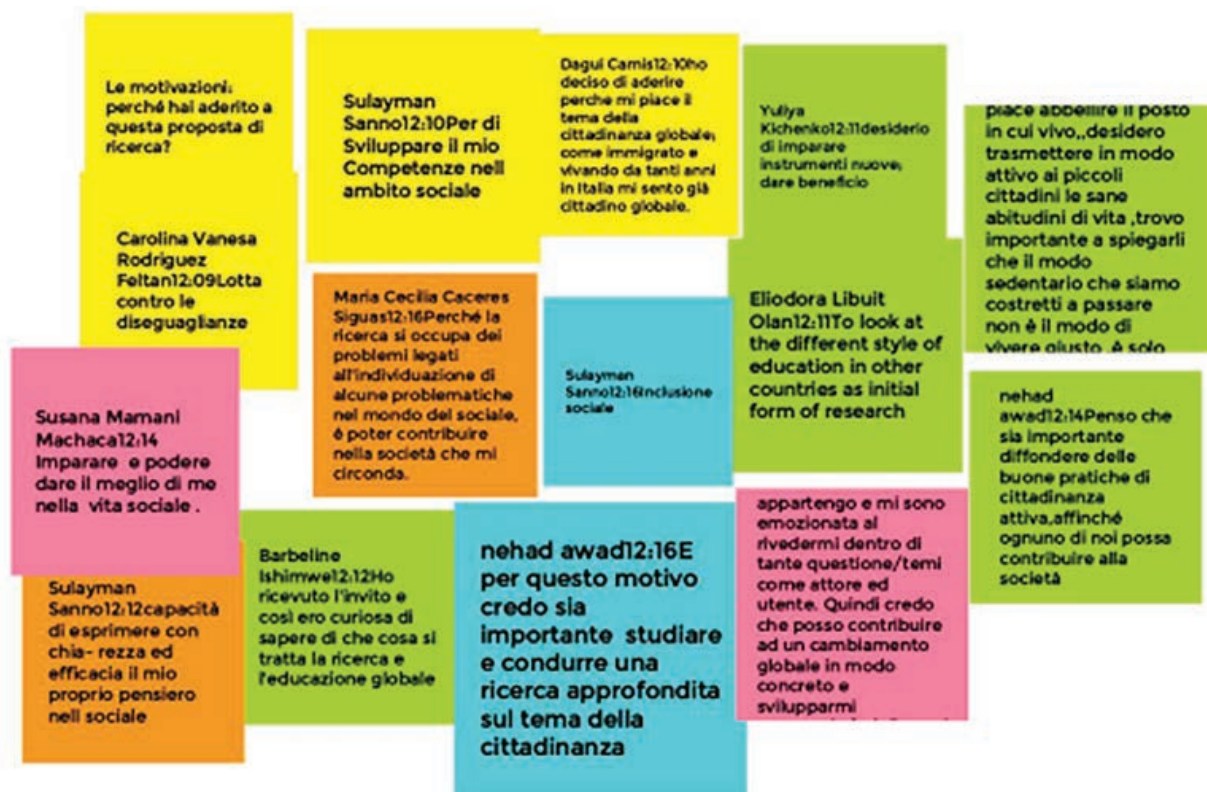 Le motivazioni:
perché hai aderito a
questa proposta di
ricerca?
Sulayman
Sanno12:10Per di
Sviluppare il mio
Competenze nell
ambito sociale
Dagui Camis12:10ho
deciso di aderire
perche mi piace il
tema della
cittadinanza globale;
come immigrato e
vivando da tanti anni
in Italia mi sento già
cittadino globale.
Yuliya
Kichenko12:11desiderio
di imparare
instrumenti nuove;
dare beneficio
piace abbellire il posto
in cui vivo,,desidero
trasmettere in modo
attivo ai piccoli
cittadini le sane
abitudini di vita ,trovo
importante a spiegarli
che il modo
sedentario che siamo
costretti a passare
non è il modo di
vivere giusto .è solo
Carolina Vanesa
Rodriguez
Feltan12:09Lotta
contro le
diseguaglianze
Maria Cecilia Caceres
Siguas12:16Perché la
ricerca si occupa dei
problemi legati
all'individuazione di
alcune problematiche
nel mondo del sociale,
é poter contribuire
nella società che mi
circonda.
Sulayman
Sanno12:16Inclusione
sociale
Eliodora Libuit
Olan12:11To look at
the different style of
education in other
countries as initial
form of research
Susana Mamani
Machaca12:14
Imparare e podere
dare il meglio di me
nella vita sociale .
nehad
awad12:14Penso che
sia importante
diffondere delle
buone pratiche di
cittadinanza
attiva,affinché
ognuno di noi possa
contribuire alla
società
Sulayman
Sanno12:12capacità
di esprimere con
chia- rezza ed
efficacia il mio
proprio pensiero
nell sociale
Barbeline
Ishimwe12:12Ho
ricevuto l'invito e
così ero curiosa di
sapere di che cosa si
tratta la ricerca e
l'educazione globale
nehad awad12:16E
per questo motivo
credo sia
importante studiare
e condurre una
ricerca approfondita
sul tema della
cittadinanza
appartengo e mi sono
emozionata al
rivedermi dentro di
tante questione/temi
come attore ed
utente. Quindi credo
che posso contribuire
ad un cambiamento
globale in modo
concreto e
svilupparmi